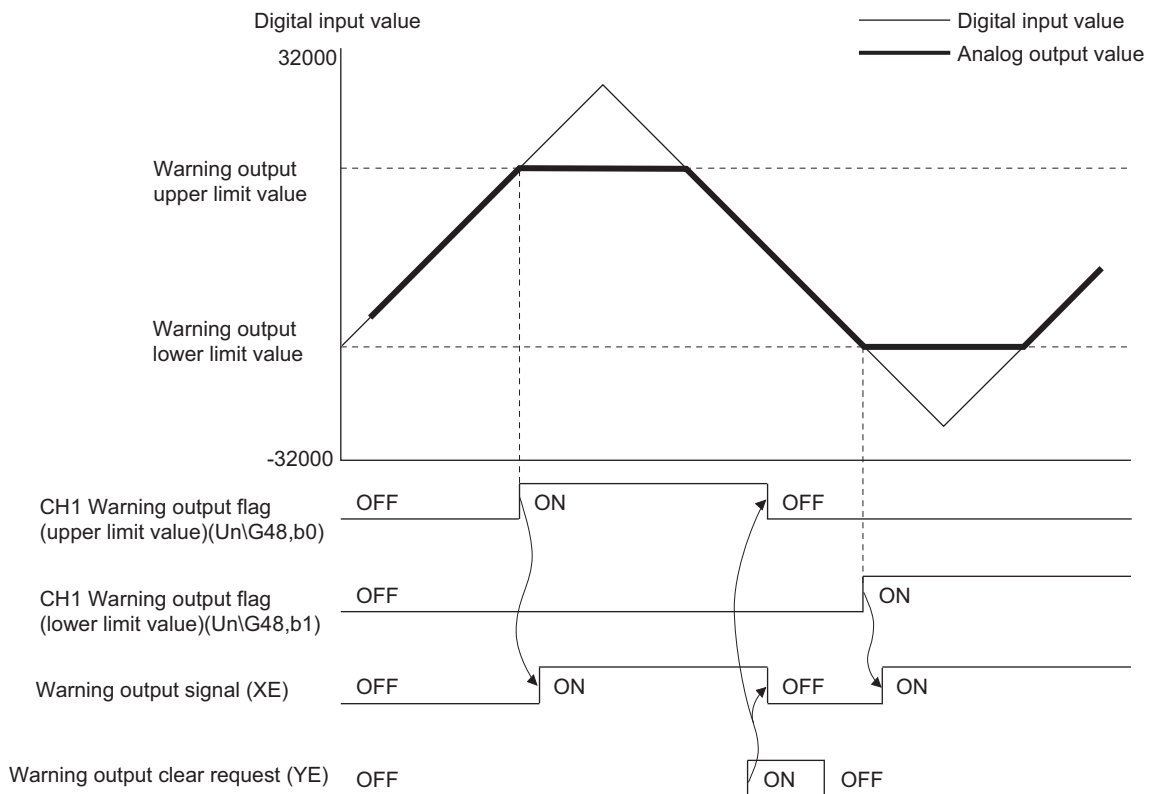 Digital input value
Digital input value
Analog output value
32000
Warning output
upper limit value
Warning output
lower limit value
-32000
CH1 Warning output flag
(upper limit value)(Un\G48,b0)
OFF
ON
OFF
CH1 Warning output flag
(lower limit value)(Un\G48,b1)
OFF
ON
Warning output signal (XE)
OFF
ON
OFF
ON
Warning output clear request (YE)
OFF
ON
OFF